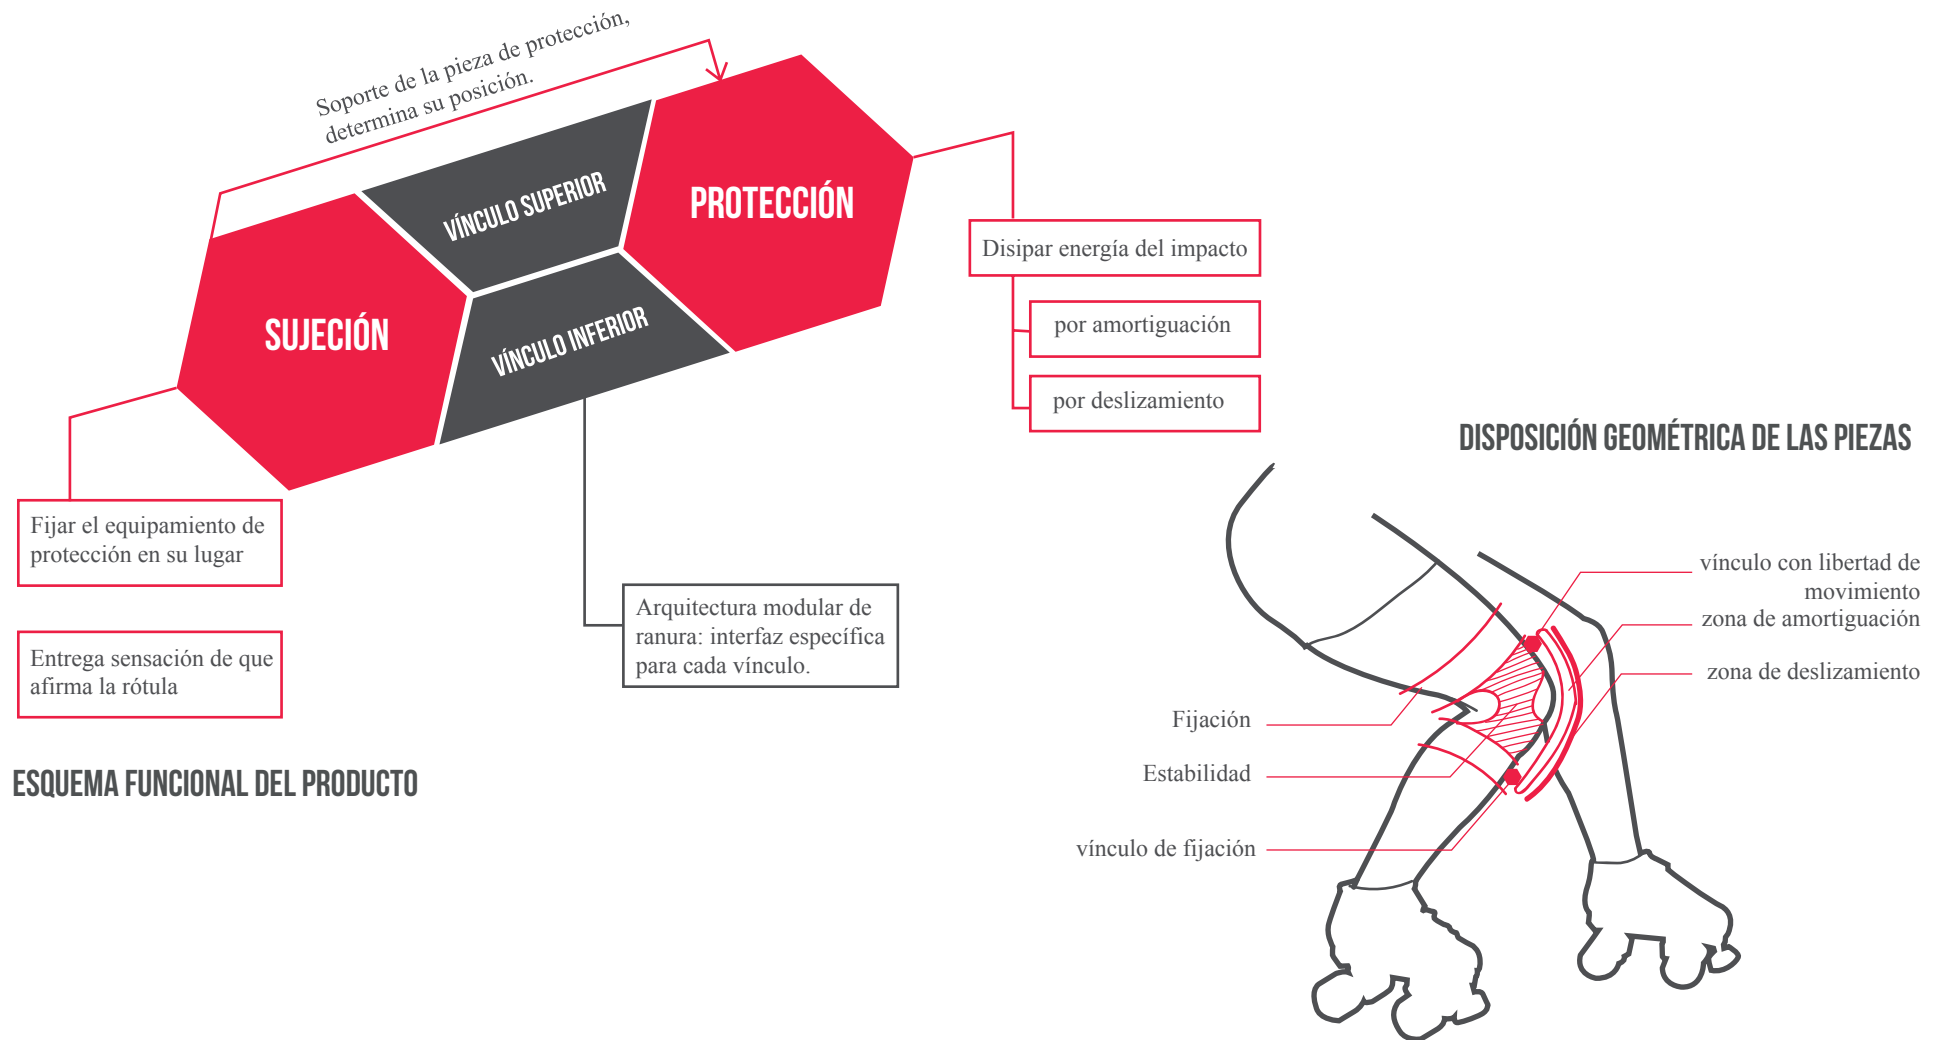 Soporte de la pieza de protección,
determina su posición.
VÍNCULO SUPERIOR
PROTECCIÓN
SUJECIÓN
VÍNCULO INFERIOR
Disipar energía del impacto
por amortiguación
por deslizamiento
Fijar el equipamiento de
protección en su lugar
Entrega sensación de que
afirma la rótula
Arquitectura modular de
ranura: interfaz específica
para cada vínculo.
ESQUEMA FUNCIONAL DEL PRODUCTO
DISPOSICIÓN GEOMÉTRICA DE LAS PIEZAS
vínculo con libertad de
movimiento
zona de amortiguación
zona de deslizamiento
Fijación
Estabilidad
vínculo de fijación